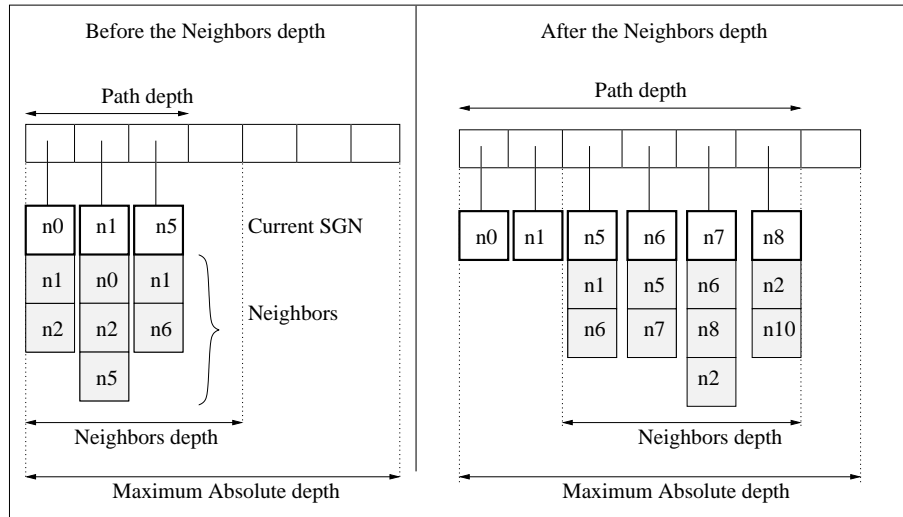 Before the Neighbors depth
Path depth
n0 n1 n5
Current SGN
n1 n0 n1
n2 n2 n6
Neighbors
n5
Neighbors depth
Maximum Absolute depth
After the Neighbors depth
Path depth
n0 n1 n5 n6 n7 n8
n1 n5 n6 n2
n6 n7 n8 n10
n2
Neighbors depth
Maximum Absolute depth